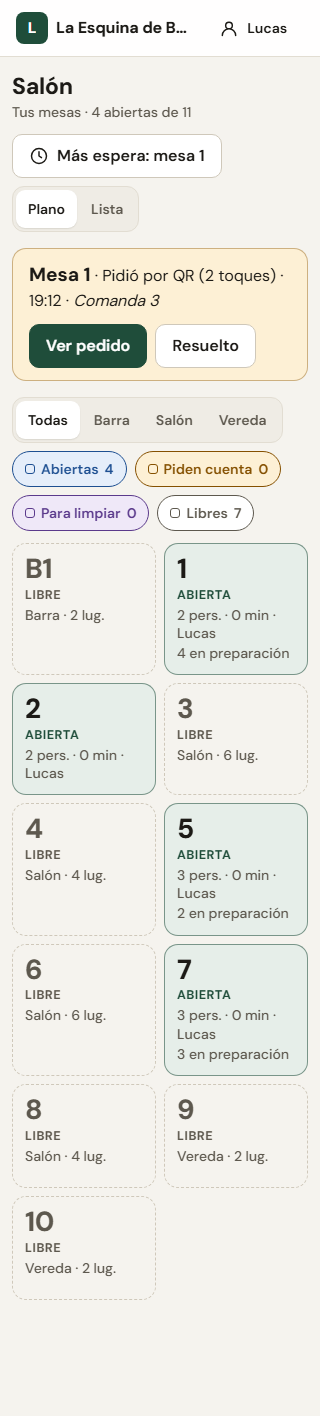 L La Esquina de B... Lucas
Salón
Tus mesas · 4 abiertas de 11
Más espera: mesa 1
Plano Lista
Mesa 1 · Pidió por QR (2 toques) ·
19:12 · Comanda 3
Ver pedido Resuelto
Todas Barra Salón Vereda
Abiertas 4 Piden cuenta 0
Para limpiar 0 Libres 7
B1
LIBRE
Barra · 2 lug.
1
ABIERTA
2 pers. · 0 min ·
Lucas
4 en preparación
2
ABIERTA
2 pers. · 0 min ·
Lucas
3
LIBRE
Salón · 6 lug.
4
LIBRE
Salón · 4 lug.
5
ABIERTA
3 pers. · 0 min ·
Lucas
2 en preparación
6
LIBRE
Salón · 6 lug.
7
ABIERTA
3 pers. · 0 min ·
Lucas
3 en preparación
8
LIBRE
Salón · 4 lug.
9
LIBRE
Vereda · 2 lug.
10
LIBRE
Vereda · 2 lug.